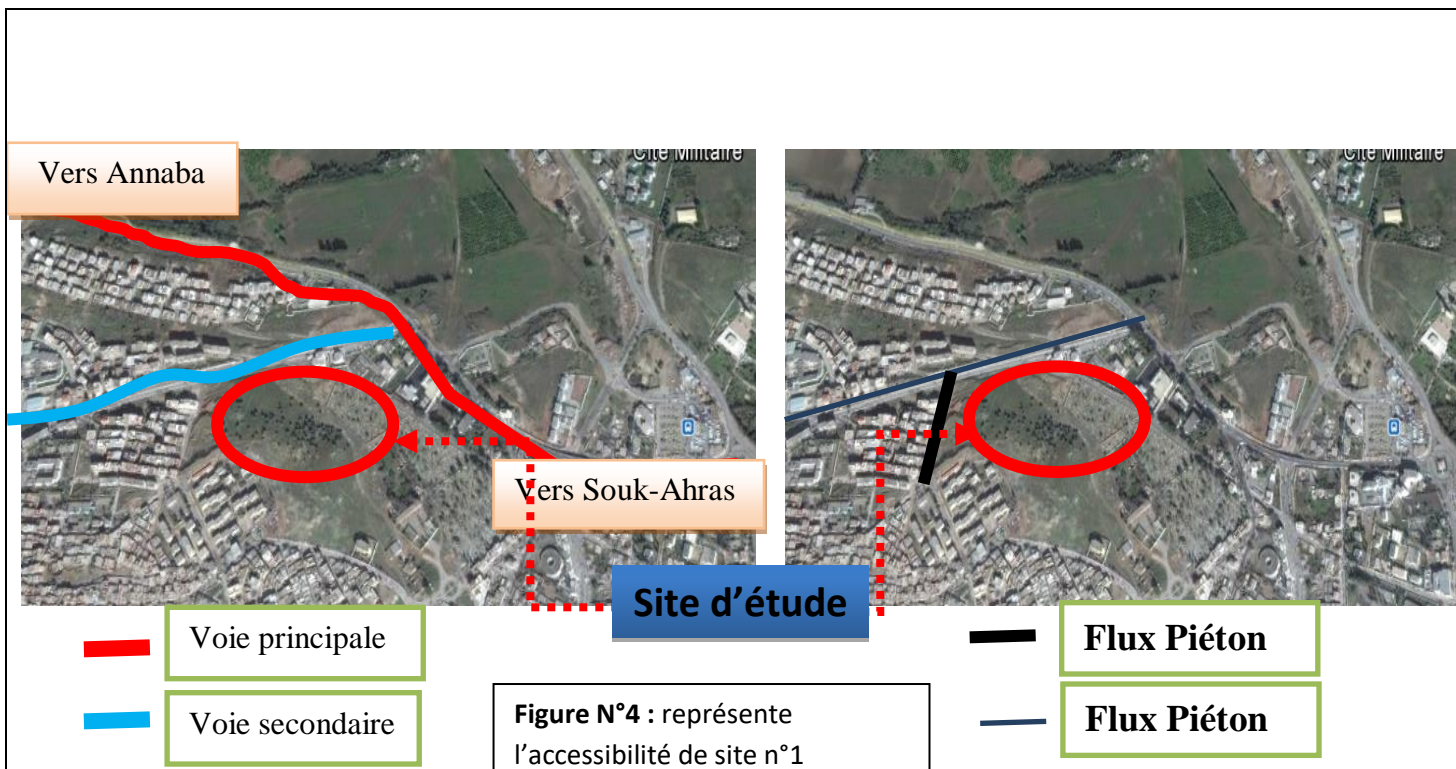 Cité Militaire
Cité Militaire
Vers Annaba
Vers Souk-Ahras
Site d’étude
Voie principale
Voie secondaire
Flux Piéton
Flux Piéton
Figure N°4 : représente
l’accessibilité de site n°1